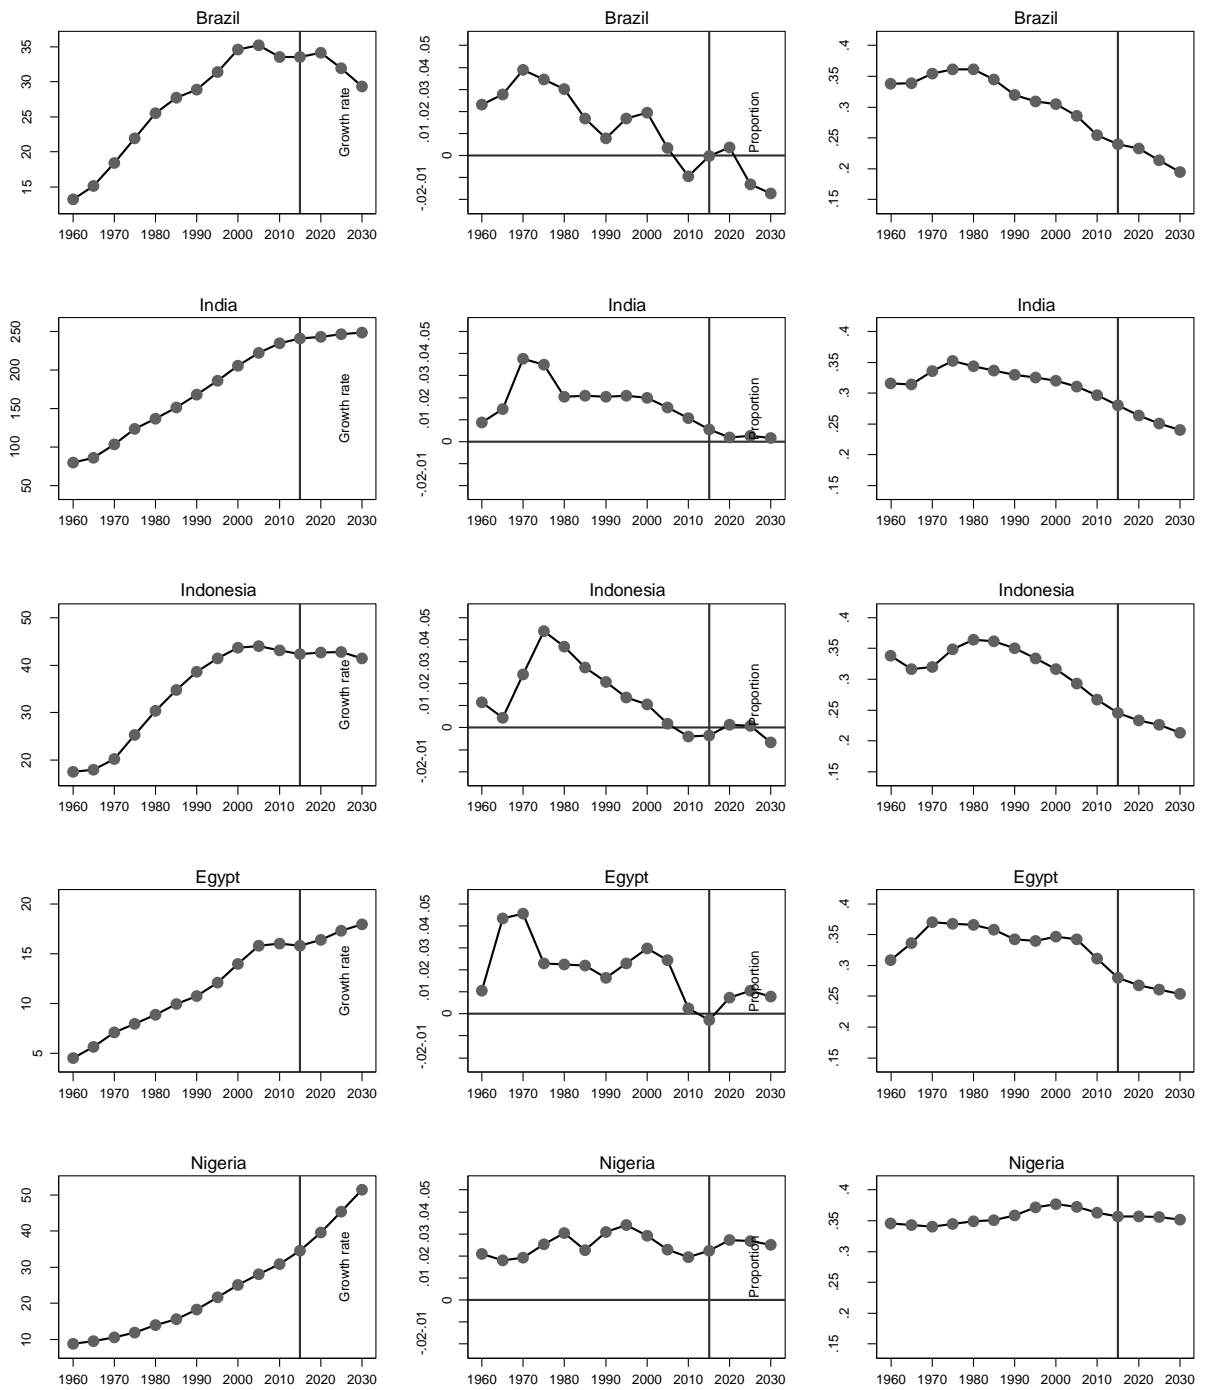 Brazil Brazil Brazil
35 30 25 20 15
Growth rate
-.02-.01 0 .01 .02 .03 .04 .05
Proportion
.15 .2 .25 .3 .35 .4
1960 1970 1980 1990 2000 2010 2020 2030 1960 1970 1980 1990 2000 2010 2020 2030 1960 1970 1980 1990 2000 2010 2020 2030
India India India
50 100 150 200 250
Growth rate
-.02-.01 0 .01 .02 .03 .04 .05
Proportion
.15 .2 .25 .3 .35 .4
1960 1970 1980 1990 2000 2010 2020 2030 1960 1970 1980 1990 2000 2010 2020 2030 1960 1970 1980 1990 2000 2010 2020 2030
Indonesia Indonesia Indonesia
20 30 40 50
Growth rate
-.02-.01 0 .01 .02 .03 .04 .05
Proportion
.15 .2 .25 .3 .35 .4
1960 1970 1980 1990 2000 2010 2020 2030 1960 1970 1980 1990 2000 2010 2020 2030 1960 1970 1980 1990 2000 2010 2020 2030
Egypt Egypt Egypt
5 10 15 20
Growth rate
-.02-.01 0 .01 .02 .03 .04 .05
Proportion
.15 .2 .25 .3 .35 .4
1960 1970 1980 1990 2000 2010 2020 2030 1960 1970 1980 1990 2000 2010 2020 2030 1960 1970 1980 1990 2000 2010 2020 2030
Nigeria Nigeria Nigeria
10 20 30 40 50
Growth rate
-.02-.01 0 .01 .02 .03 .04 .05
Proportion
.15 .2 .25 .3 .35 .4
1960 1970 1980 1990 2000 2010 2020 2030 1960 1970 1980 1990 2000 2010 2020 2030 1960 1970 1980 1990 2000 2010 2020 2030